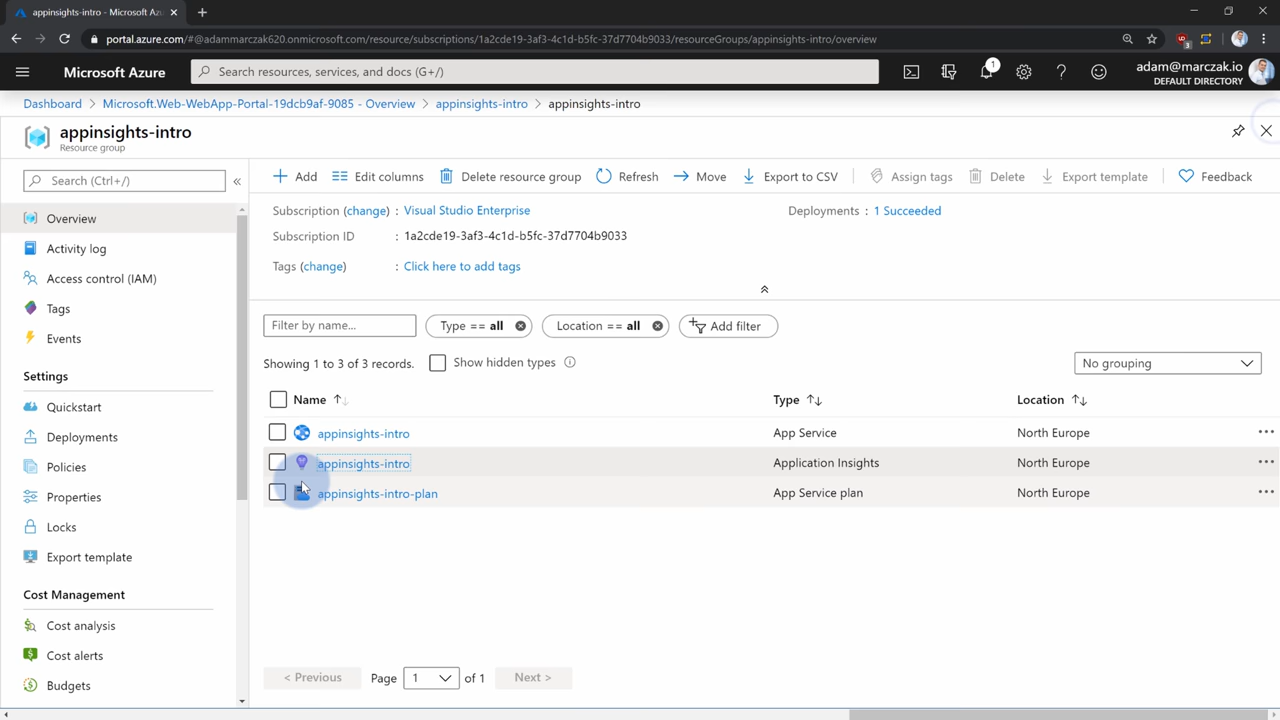 appinsights-intro - Microsoft Azu
portal.azure.com/#@adammarczak620.onmicrosoft.com/resource/subscriptions/1a2cde19-3af3-4c1d-b5fc-37d7704b9033/resourceGroups/appinsights-intro/overview
3
Microsoft Azure
Search resources, services, and docs (G+/)
1
adam@marczak.io
DEFAULT DIRECTORY
Dashboard > Microsoft.Web-WebApp-Portal-19dcb9af-9085 - Overview > appinsights-intro > appinsights-intro
appinsights-intro
Resource group
Search (Ctrl+/)
Add Edit columns Delete resource group Refresh Move Export to CSV Assign tags Delete Export template Feedback
Overview
Activity log
Access control (IAM)
Tags
Events
Settings
Quickstart
Deployments
Policies
Properties
Locks
Export template
Cost Management
Cost analysis
Cost alerts
Budgets
Subscription (change) : Visual Studio Enterprise
Deployments : 1 Succeeded
Subscription ID : 1a2cde19-3af3-4c1d-b5fc-37d7704b9033
Tags (change) : Click here to add tags
Filter by name... Type == all Location == all Add filter
Showing 1 to 3 of 3 records. Show hidden types No grouping
Name Type Location
appinsights-intro App Service North Europe
appinsights-intro Application Insights North Europe
appinsights-intro-plan App Service plan North Europe
< Previous Page 1 of 1 Next >